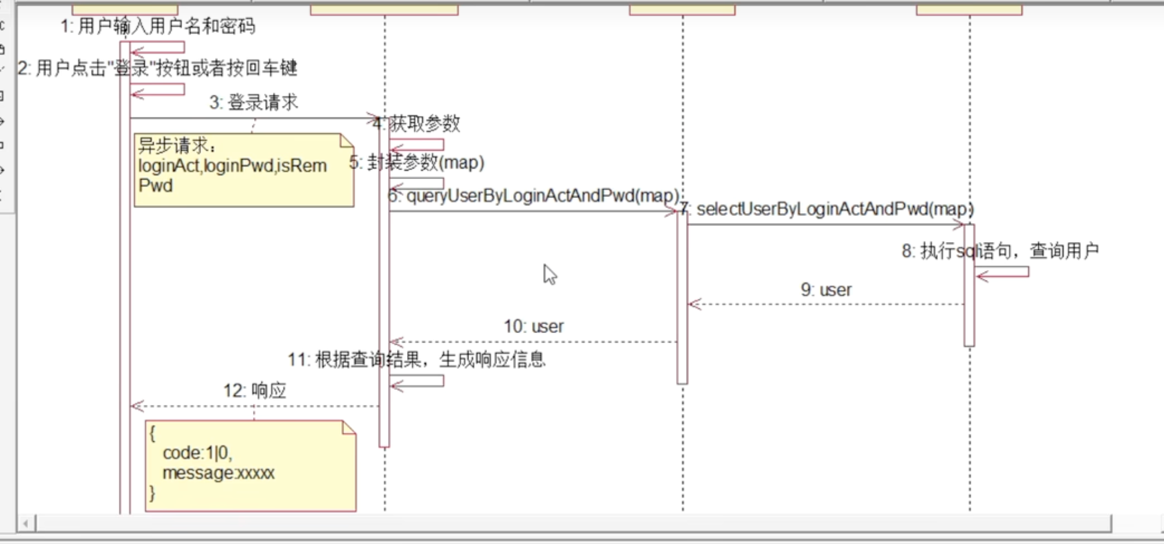 1: 用户输入用户名和密码
2: 用户点击"登录"按钮或者按回车键
3: 登录请求
异步请求：
loginAct,loginPwd,isRem
Pwd
4: 获取参数
5: 封装参数(map)
6: queryUserByLoginActAndPwd(map)
7: selectUserByLoginActAndPwd(map)
8: 执行sql语句，查询用户
9: user
10: user
11: 根据查询结果，生成响应信息
12: 响应
{
code:1|0,
message:xxxxx
}